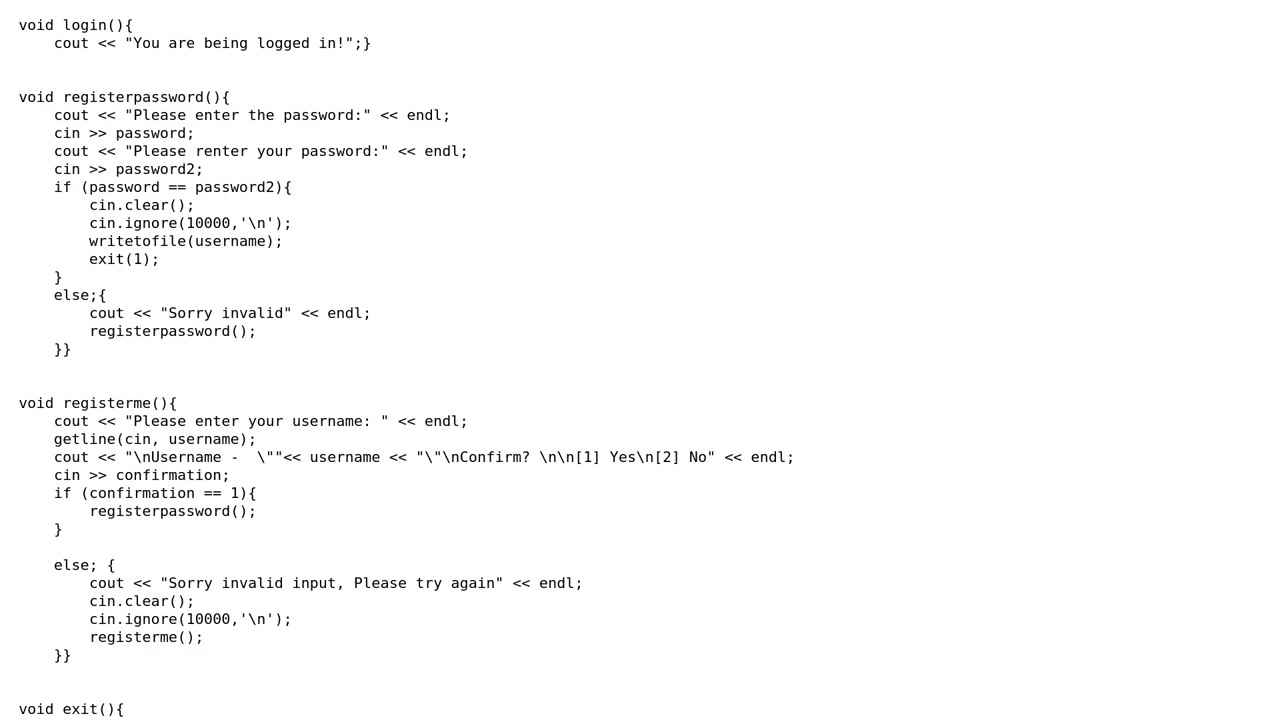 void login(){
    cout << "You are being logged in!";}
void registerpassword(){
    cout << "Please enter the password:" << endl;
    cin >> password;
    cout << "Please renter your password:" << endl;
    cin >> password2;
    if (password == password2){
        cin.clear();
        cin.ignore(10000,'\n');
        writetofile(username);
        exit(1);
    }
    else;{
        cout << "Sorry invalid" << endl;
        registerpassword();
    }}
void registerme(){
    cout << "Please enter your username: " << endl;
    getline(cin, username);
    cout << "\nUsername -  \""<< username << "\"\nConfirm? \n\n[1] Yes\n[2] No" << endl;
    cin >> confirmation;
    if (confirmation == 1){
        registerpassword();
    }
    else; {
        cout << "Sorry invalid input, Please try again" << endl;
        cin.clear();
        cin.ignore(10000,'\n');
        registerme();
    }}
void exit(){